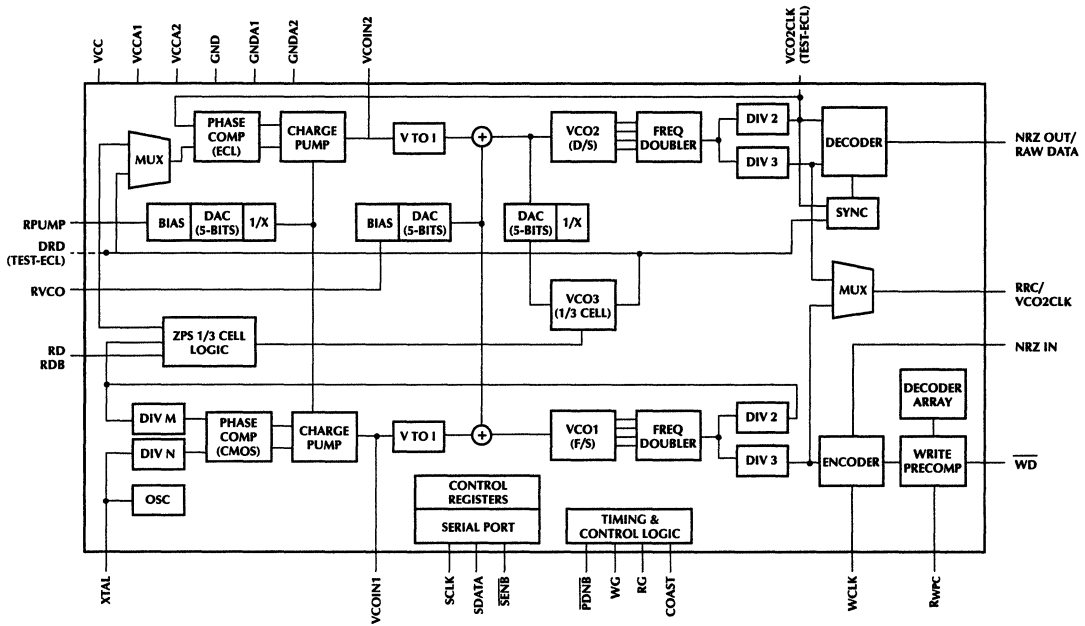 VCC
VCCA1
VCCA2
GND
GNDA1
GNDA2
VCOIN2
VCO2CLK
(TEST-ECL)
MUX
PHASE
COMP
(ECL)
CHARGE
PUMP
V TO I
+
VCO2
(D/S)
FREQ
DOUBLER
DIV 2
DIV 3
DECODER
NRZ OUT/
RAW DATA
RPUMP
BIAS
DAC
(5-BITS)
1/X
BIAS
DAC
(5-BITS)
DAC
(5-BITS)
1/X
SYNC
DRD
(TEST-ECL)
RVCO
VCO3
(1/3 CELL)
MUX
RRC/
VCO2CLK
RD
RDB
ZPS 1/3 CELL
LOGIC
NRZ IN
DECODER
ARRAY
DIV M
DIV N
PHASE
COMP
(CMOS)
CHARGE
PUMP
V TO I
+
VCO1
(F/S)
FREQ
DOUBLER
DIV 2
DIV 3
ENCODER
WRITE
PRECOMP
WD
OSC
CONTROL
REGISTERS
SERIAL PORT
TIMING &
CONTROL LOGIC
XTAL
VCOIN1
SCLK
SDATA
SENB
PDNB
WG
RG
COAST
WCLK
RWPC